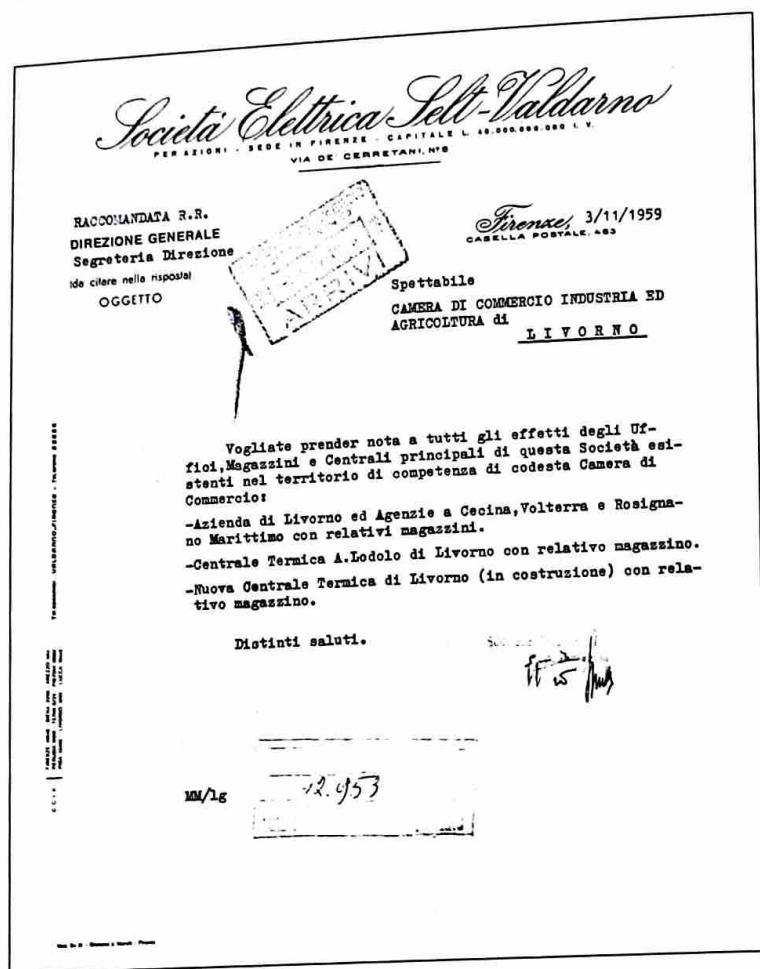 Società Elettrica Selt-Valdarno
PER AZIONI - SEDE IN FIRENZE - CAPITALE L. 40.000.000.000 I. V.
VIA DE' CERRETANI, N° 8
RACCOMANDATA R.R.
DIREZIONE GENERALE
Segreteria Direzione
(da citare nella risposta)
OGGETTO
ARRIVI
Firenze, 3/11/1959
CASELLA POSTALE, 463
Spettabile
CAMERA DI COMMERCIO INDUSTRIA ED
AGRICOLTURA di
LIVORNO
Vogliate prender nota a tutti gli effetti degli Uf-
fici,Magazzini e Centrali principali di questa Società esi-
stenti nel territorio di competenza di codesta Camera di
Commercio:
-Azienda di Livorno ed Agenzie a Cecina,Volterra e Rosigna-
no Marittimo con relativi magazzini.
-Centrale Termica A.Lodolo di Livorno con relativo magazzino.
-Nuova Centrale Termica di Livorno (in costruzione) con rela-
tivo magazzino.
Distinti saluti.
MM/lg
12.953